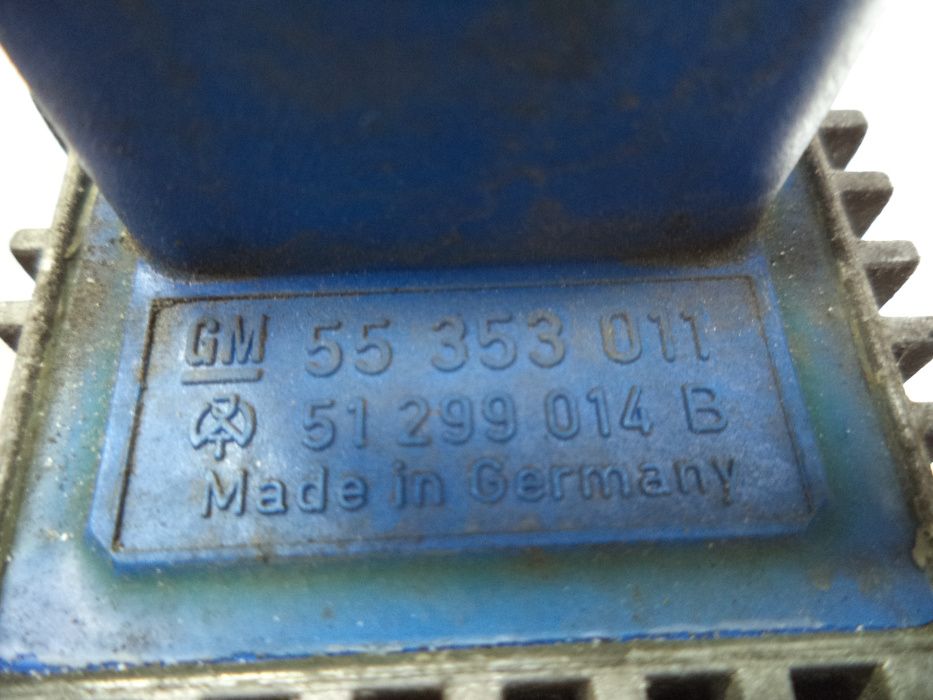 GM 55 353 011
51 299 014 B
Made in Germany